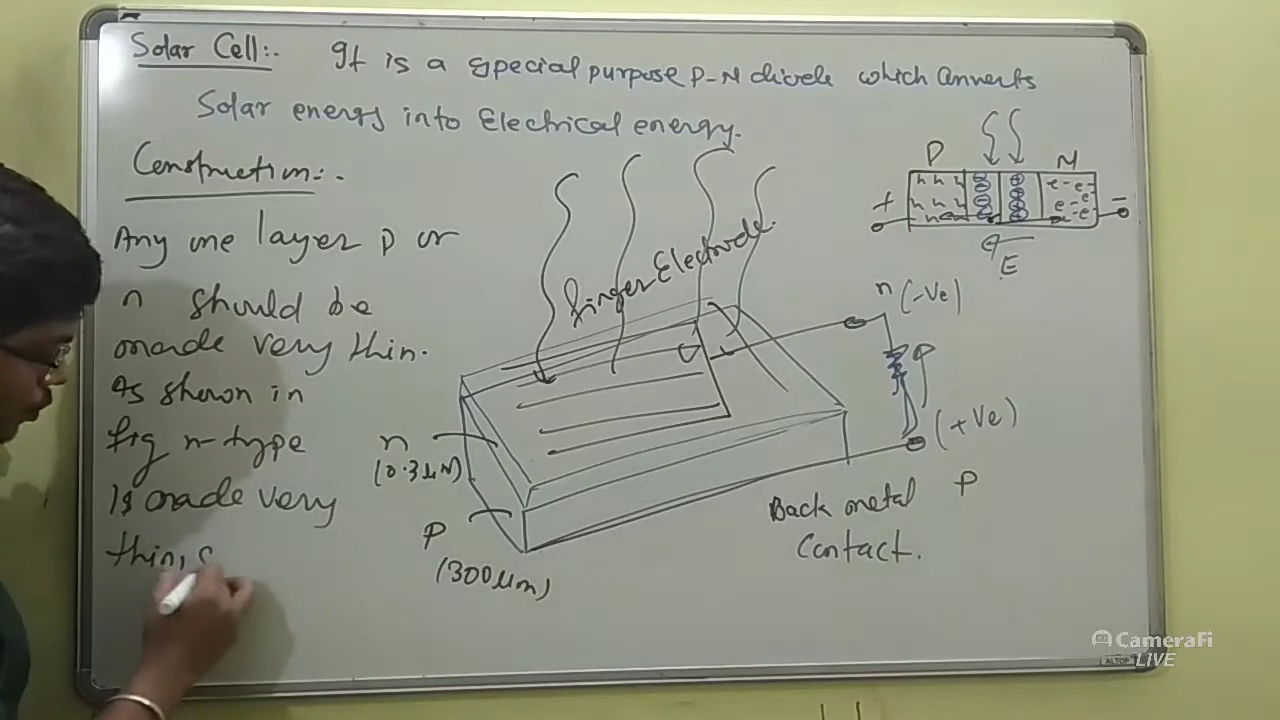 Solar Cell:- It is a special purpose P-N diode which converts
Solar energy into Electrical energy.
Construction:-
Any one layer p or
n should be
made very thin.
As shown in
fig n-type
is made very
thin, s
Finger Electrode
n
(0.3 μM)
P
(300 μm)
n (-Ve)
(+Ve)
P
Back metal
Contact.
P N
h h h
e- e-
+ -
E
CameraFi
LIVE